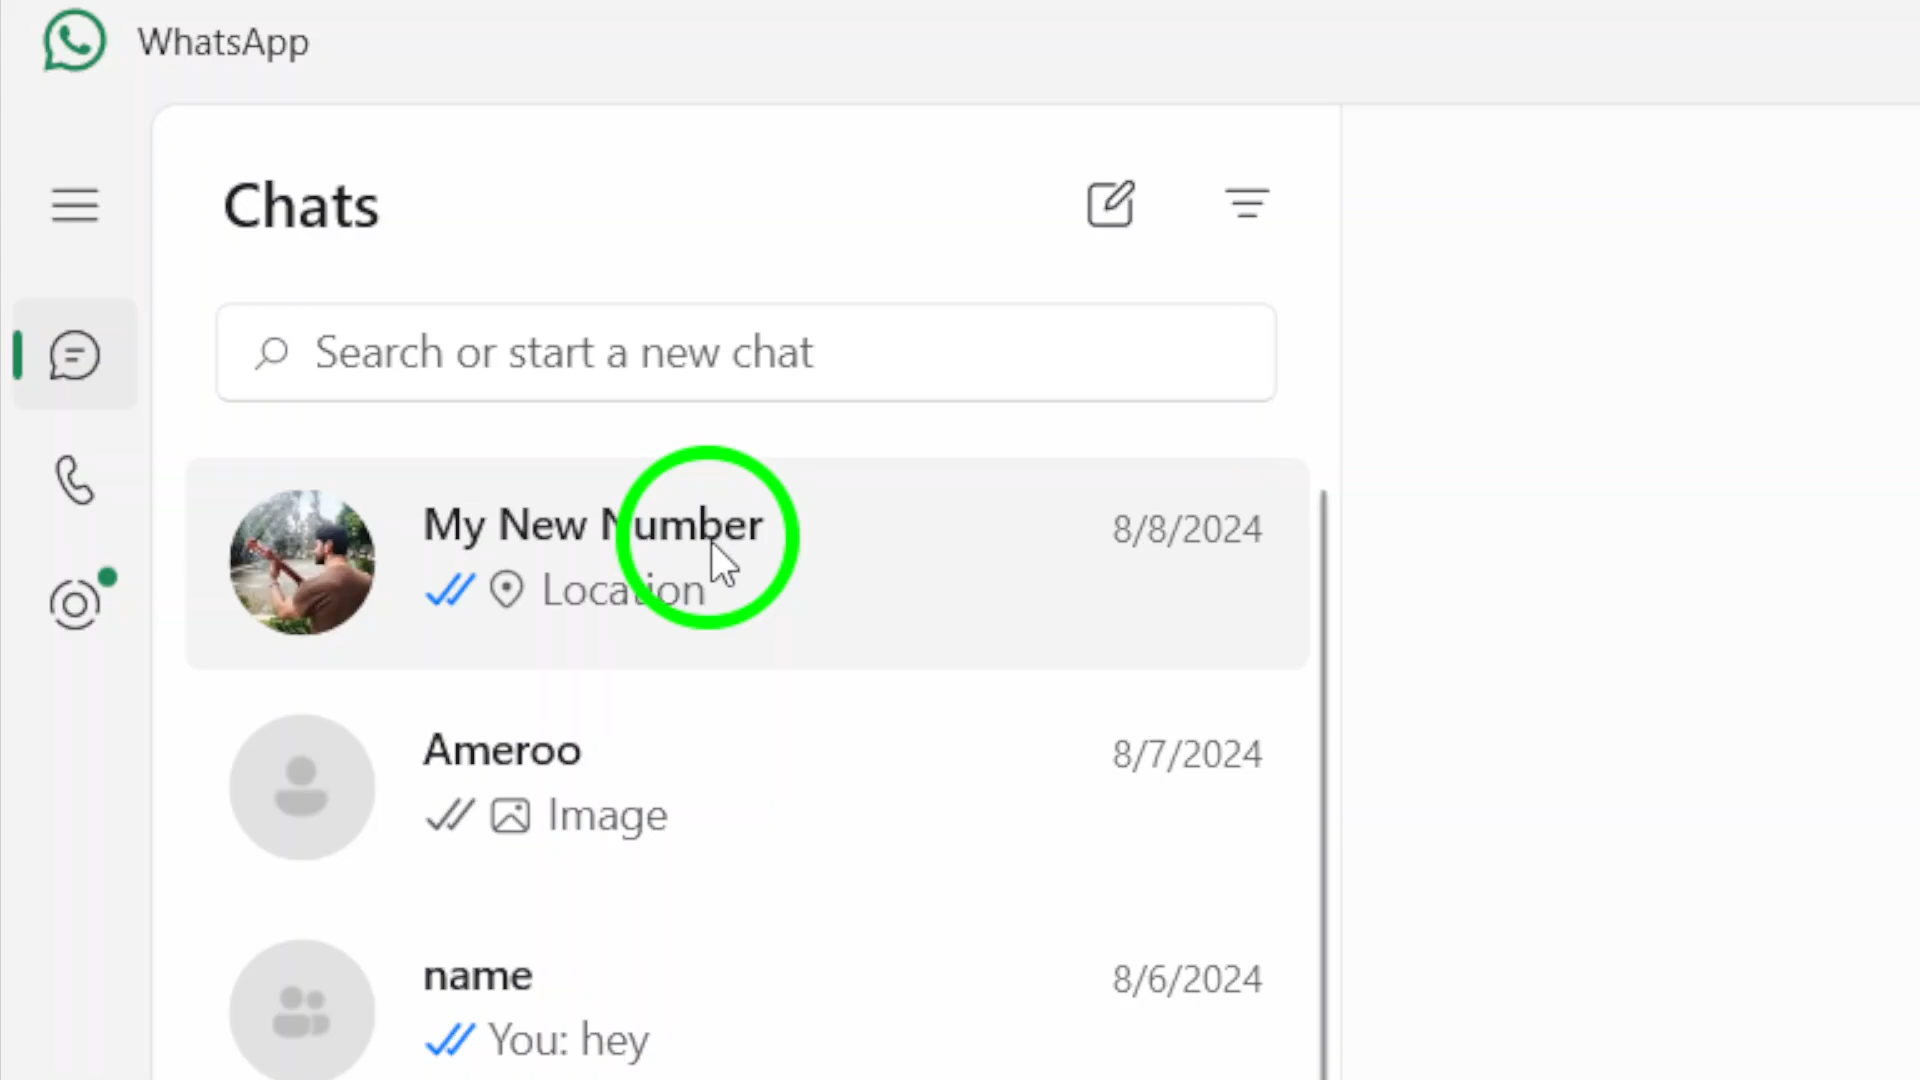 WhatsApp
Chats
Search or start a new chat
My New Number
8/8/2024
Location
Ameroo
8/7/2024
Image
name
8/6/2024
You: hey